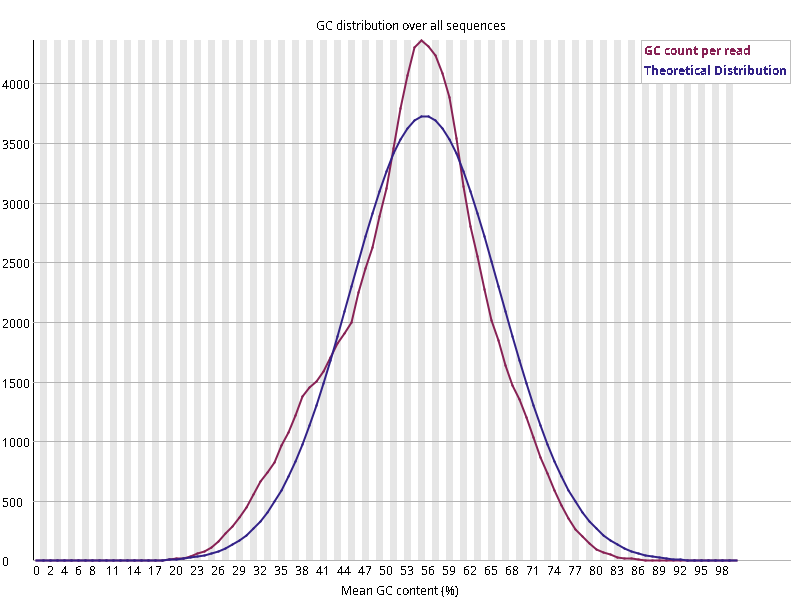 GC distribution over all sequences
GC count per read
Theoretical Distribution
4000
3500
3000
2500
2000
1500
1000
500
0
0 2 4 6 8 11 14 17 20 23 26 29 32 35 38 41 44 47 50 53 56 59 62 65 68 71 74 77 80 83 86 89 92 95 98
Mean GC content (%)